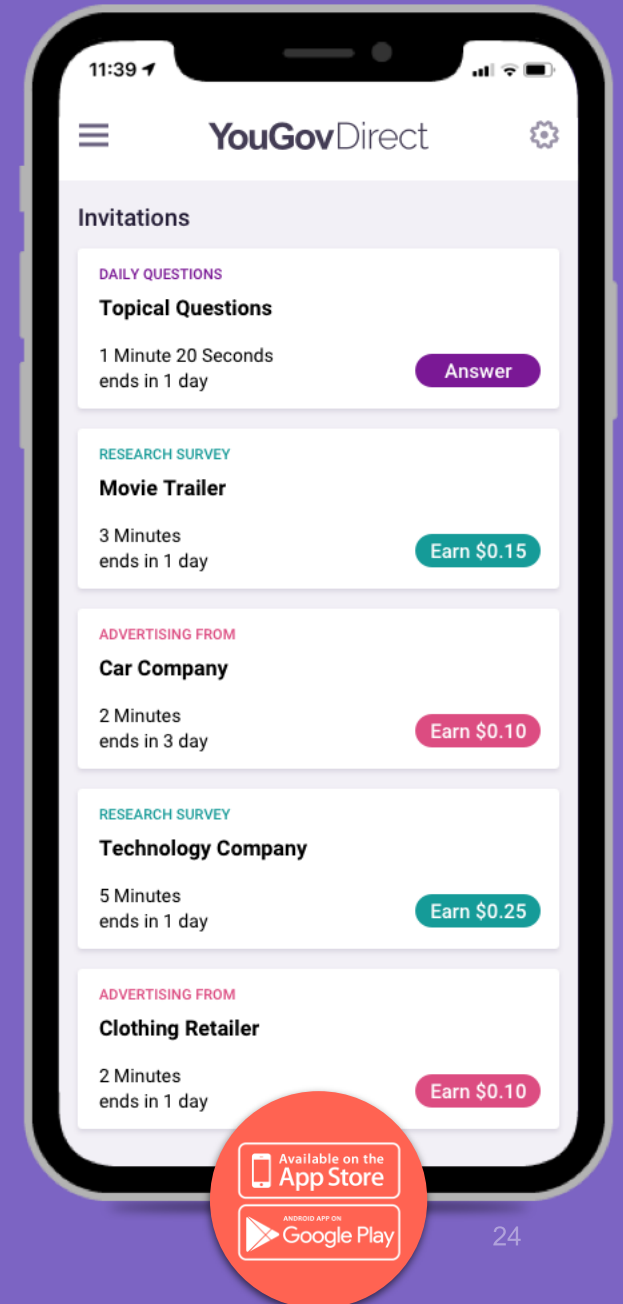 11:39
YouGovDirect
Invitations
DAILY QUESTIONS
Topical Questions
1 Minute 20 Seconds
ends in 1 day
Answer
RESEARCH SURVEY
Movie Trailer
3 Minutes
ends in 1 day
Earn $0.15
ADVERTISING FROM
Car Company
2 Minutes
ends in 3 day
Earn $0.10
RESEARCH SURVEY
Technology Company
5 Minutes
ends in 1 day
Earn $0.25
ADVERTISING FROM
Clothing Retailer
2 Minutes
ends in 1 day
Earn $0.10
Available on the
App Store
ANDROID APP ON
Google Play
24